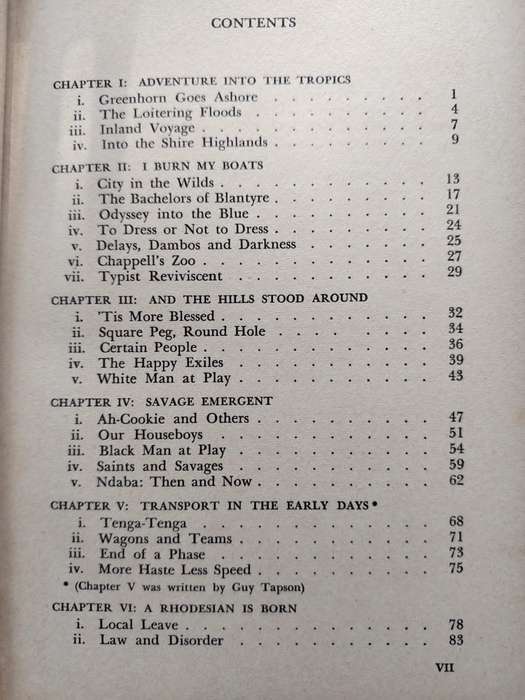 CONTENTS
CHAPTER I: ADVENTURE INTO THE TROPICS
i. Greenhorn Goes Ashore . . . . . . . . . 1
ii. The Loitering Floods . . . . . . . . . 4
iii. Inland Voyage . . . . . . . . . . . 7
iv. Into the Shire Highlands . . . . . . . . 9
CHAPTER II: I BURN MY BOATS
i. City in the Wilds . . . . . . . . . . 13
ii. The Bachelors of Blantyre . . . . . . . 17
iii. Odyssey into the Blue . . . . . . . . 21
iv. To Dress or Not to Dress . . . . . . . 24
v. Delays, Dambos and Darkness . . . . . . 25
vi. Chappell's Zoo . . . . . . . . . . 27
vii. Typist Reviviscent . . . . . . . . . 29
CHAPTER III: AND THE HILLS STOOD AROUND
i. 'Tis More Blessed . . . . . . . . . . 32
ii. Square Peg, Round Hole . . . . . . . 34
iii. Certain People . . . . . . . . . . . 36
iv. The Happy Exiles . . . . . . . . . . 39
v. White Man at Play . . . . . . . . . . 43
CHAPTER IV: SAVAGE EMERGENT
i. Ah-Cookie and Others . . . . . . . . 47
ii. Our Houseboys . . . . . . . . . . 51
iii. Black Man at Play . . . . . . . . . 54
iv. Saints and Savages . . . . . . . . . 59
v. Ndaba: Then and Now . . . . . . . . 62
CHAPTER V: TRANSPORT IN THE EARLY DAYS*
i. Tenga-Tenga . . . . . . . . . . . 68
ii. Wagons and Teams . . . . . . . . . 71
iii. End of a Phase . . . . . . . . . . 73
iv. More Haste Less Speed . . . . . . . . 75
* (Chapter V was written by Guy Tapson)
CHAPTER VI: A RHODESIAN IS BORN
i. Local Leave . . . . . . . . . . . 78
ii. Law and Disorder . . . . . . . . . 83
VII